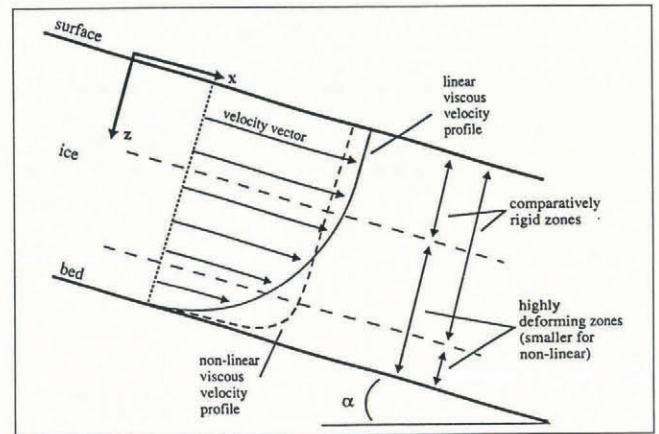 surface
x
z
velocity vector
linear
viscous
velocity
profile
ice
comparatively
rigid zones
bed
highly
deforming zones
(smaller for
non-linear)
non-linear
viscous
velocity
profile
α